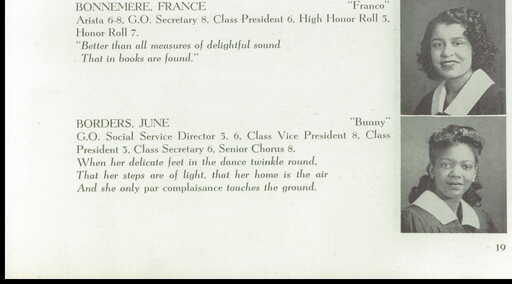 BONNEMERE, FRANCE "Franco"
Arista 6-8, G.O. Secretary 8, Class President 6, High Honor Roll 5,
Honor Roll 7.
"Better than all measures of delightful sound
That in books are found."
BORDERS, JUNE "Bunny"
G.O. Social Service Director 5, 6, Class Vice President 8, Class
President 5, Class Secretary 6, Senior Chorus 8.
When her delicate feet in the dance twinkle round,
That her steps are of light, that her home is the air
And she only par complaisance touches the ground.
19